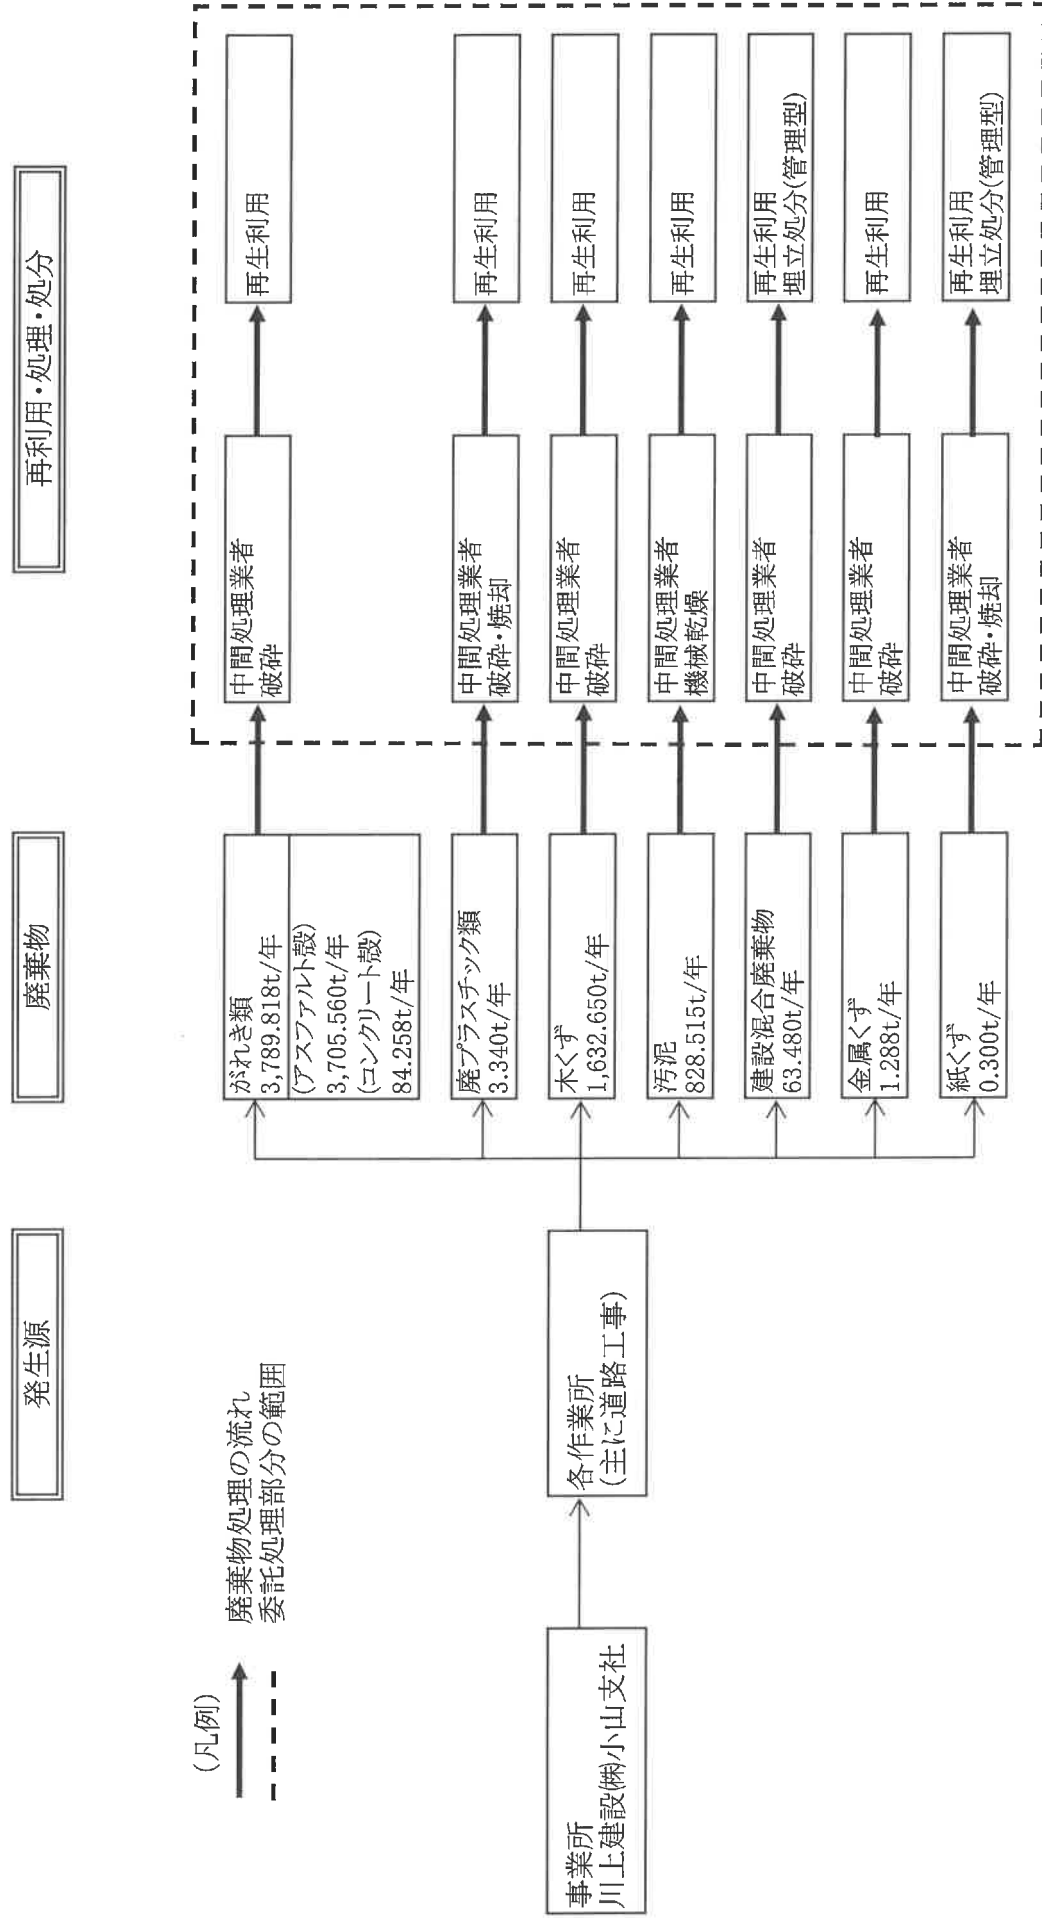 発生源
廃棄物
再利用・処理・処分
(凡例)
廃棄物処理の流れ
委託処理部分の範囲
事業所
川上建設(株)小山支社
各作業所
(主に道路工事)
がれき類
3,789.818t/年
(アスファルト殻)
3,705.560t/年
(コンクリート殻)
84.258t/年
中間処理業者
破砕
再生利用
廃プラスチック類
3.340t/年
中間処理業者
破砕・焼却
再生利用
木くず
1,632.650t/年
中間処理業者
破砕
再生利用
汚泥
828.515t/年
中間処理業者
機械乾燥
再生利用
建設混合廃棄物
63.480t/年
中間処理業者
破砕
再生利用
埋立処分(管理型)
金属くず
1.288t/年
中間処理業者
破砕
再生利用
紙くず
0.300t/年
中間処理業者
破砕・焼却
再生利用
埋立処分(管理型)